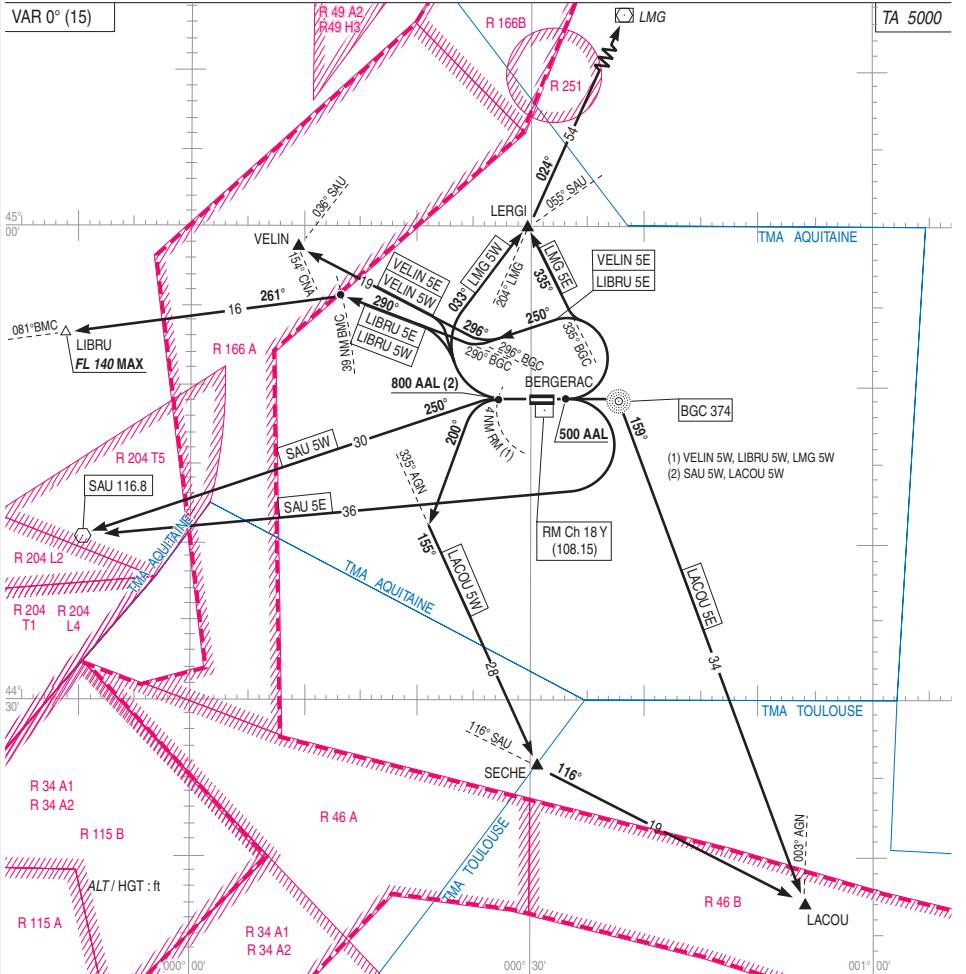 VAR 0° (15)
TA 5000
R 49 A2
R49 H3
R 166B
LMG
R 251
54
024°
036° SAU
055° SAU
LERGI
45°
00'
VELIN
TMA AQUITAINE
154° CNA
VELIN 5E
VELIN 5W
LMG 5W
033°
204° LMG
LMG 5E
335°
VELIN 5E
LIBRU 5E
19
16
261°
290°
LIBRU 5E
LIBRU 5W
296°
250°
296° BGC
290° BGC
335° BGC
39 NM BMC
081°BMC
LIBRU
FL 140 MAX
R 166 A
800 AAL (2)
BERGERAC
BGC 374
500 AAL
4 NM RM (1)
159°
250°
200°
(1) VELIN 5W, LIBRU 5W, LMG 5W
(2) SAU 5W, LACOU 5W
SAU 5W
30
335° AGN
R 204 T5
SAU 116.8
SAU 5E
36
RM Ch 18 Y
(108.15)
155°
R 204 L2
TMA AQUITAINE
TMA AQUITAINE
LACOU 5W
LACOU 5E
R 204
T1
R 204
L4
28
34
44°
30'
TMA TOULOUSE
116° SAU
SECHE
116°
R 34 A1
R 34 A2
R 46 A
R 115 B
19
003° AGN
TMA TOULOUSE
ALT / HGT : ft
R 46 B
LACOU
R 115 A
R 34 A1
R 34 A2
000° 00'
000° 30'
001° 00'